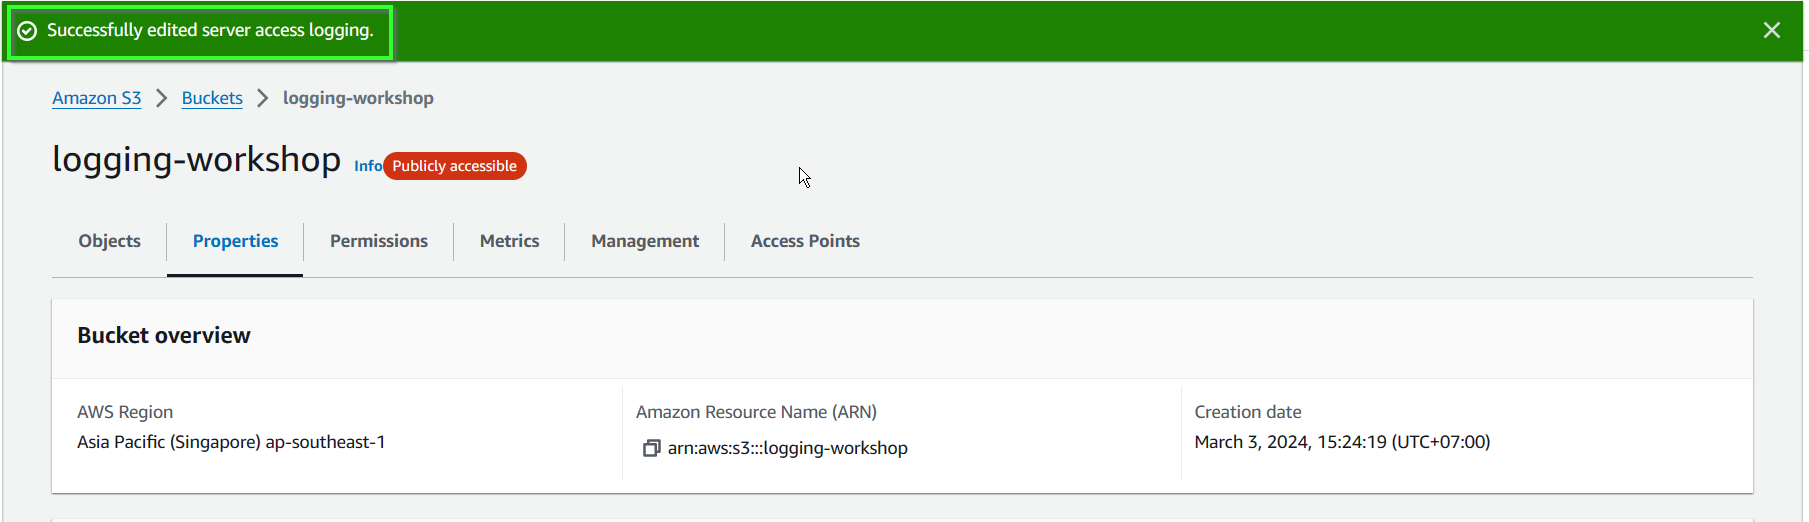 Successfully edited server access logging.
Amazon S3 Buckets logging-workshop
logging-workshop Info Publicly accessible
Objects Properties Permissions Metrics Management Access Points
Bucket overview
AWS Region Amazon Resource Name (ARN) Creation date
Asia Pacific (Singapore) ap-southeast-1 arn:aws:s3:::logging-workshop March 3, 2024, 15:24:19 (UTC+07:00)